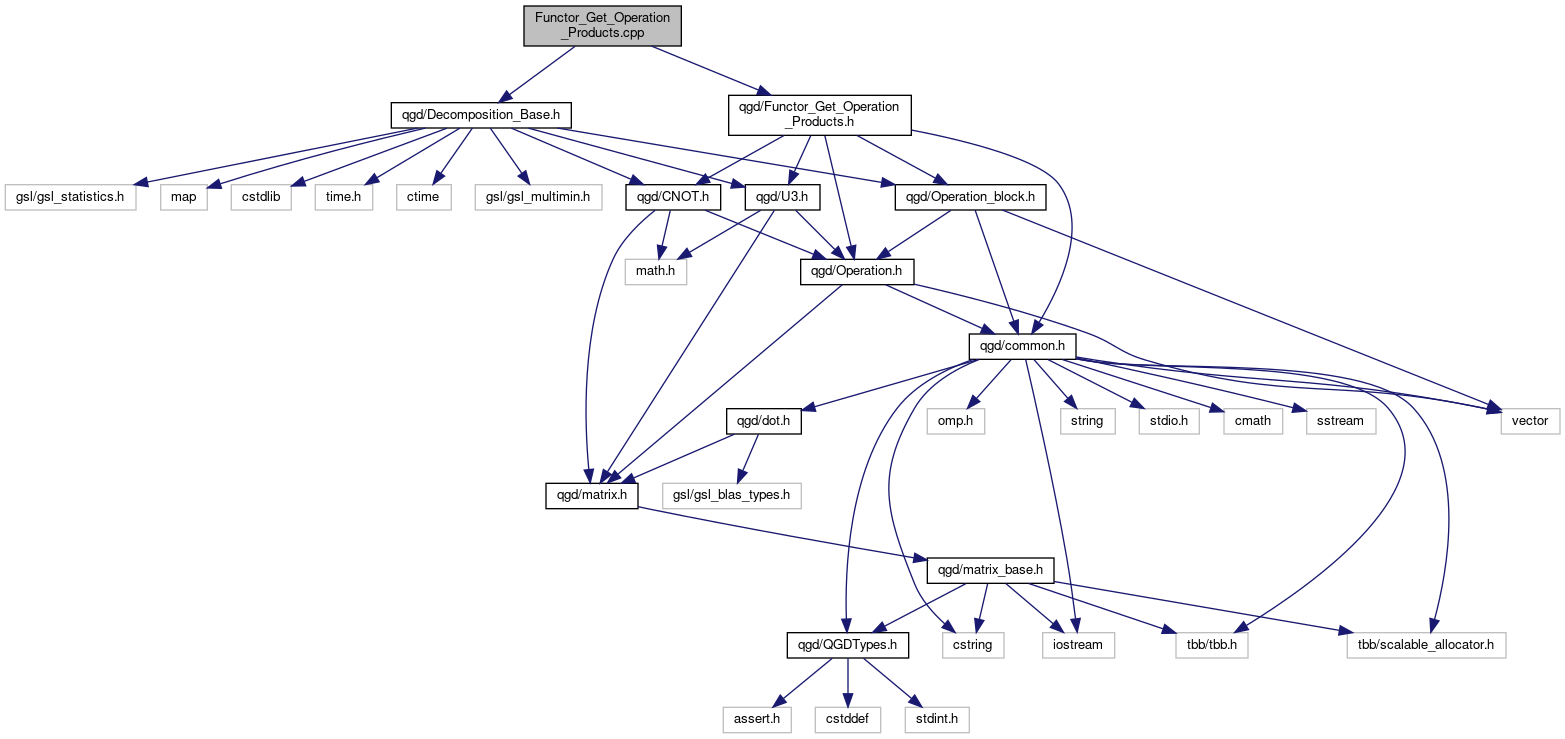 Functor_Get_Operation
_Products.cpp
qgd/Decomposition_Base.h
qgd/Functor_Get_Operation
_Products.h
gsl/gsl_statistics.h
map
cstdlib
time.h
ctime
gsl/gsl_multimin.h
qgd/CNOT.h
qgd/U3.h
qgd/Operation_block.h
math.h
qgd/Operation.h
qgd/common.h
qgd/dot.h
omp.h
string
stdio.h
cmath
sstream
vector
qgd/matrix.h
gsl/gsl_blas_types.h
qgd/matrix_base.h
qgd/QGDTypes.h
cstring
iostream
tbb/tbb.h
tbb/scalable_allocator.h
assert.h
cstddef
stdint.h